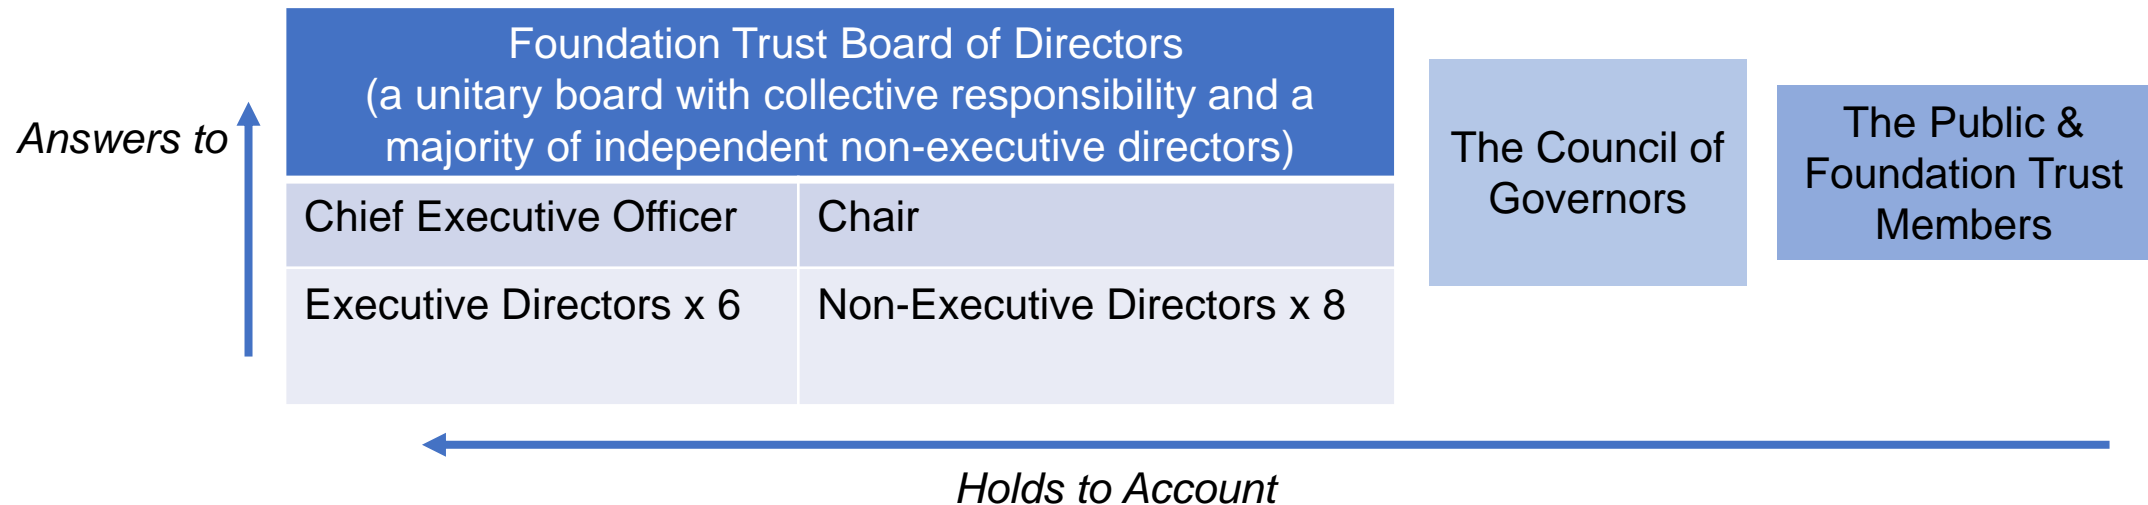 Answers to
Foundation Trust Board of Directors
(a unitary board with collective responsibility and a
majority of independent non-executive directors)
Chief Executive Officer
Chair
Executive Directors x 6
Non-Executive Directors x 8
The Council of
Governors
The Public &
Foundation Trust
Members
Holds to Account